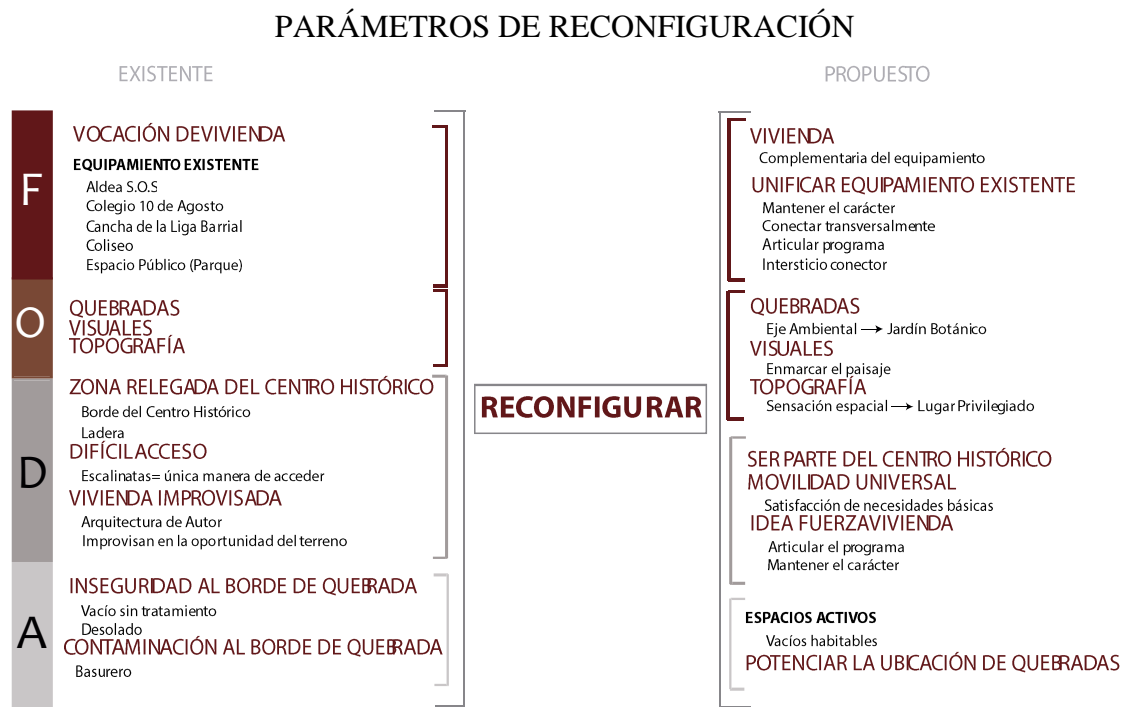 PARÁMETROS DE RECONFIGURACIÓN
EXISTENTE
F
VOCACIÓN DEVIVIENDA
EQUIPAMIENTO EXISTENTE
Aldea S.O.S
Colegio 10 de Agosto
Cancha de la Liga Barrial
Coliseo
Espacio Público (Parque)
O
QUEBRADAS
VISUALES
TOPOGRAFÍA
D
ZONA RELEGADA DEL CENTRO HISTÓRICO
Borde del Centro Histórico
Ladera
DIFÍCIL ACCESO
Escalinatas= única manera de acceder
VIVIENDA IMPROVISADA
Arquitectura de Autor
Improvisan en la oportunidad del terreno
A
INSEGURIDAD AL BORDE DE QUEBRADA
Vacío sin tratamiento
Desolado
CONTAMINACIÓN AL BORDE DE QUEBRADA
Basurero
RECONFIGURAR
PROPUESTO
VIVIENDA
Complementaria del equipamiento
UNIFICAR EQUIPAMIENTO EXISTENTE
Mantener el carácter
Conectar transversalmente
Articular programa
Intersticio conector
QUEBRADAS
Eje Ambiental → Jardín Botánico
VISUALES
Enmarcar el paisaje
TOPOGRAFÍA
Sensación espacial → Lugar Privilegiado
SER PARTE DEL CENTRO HISTÓRICO
MOVILIDAD UNIVERSAL
Satisfacción de necesidades básicas
IDEA FUERZAVIVIENDA
Articular el programa
Mantener el carácter
ESPACIOS ACTIVOS
Vacíos habitables
POTENCIAR LA UBICACIÓN DE QUEBRADAS